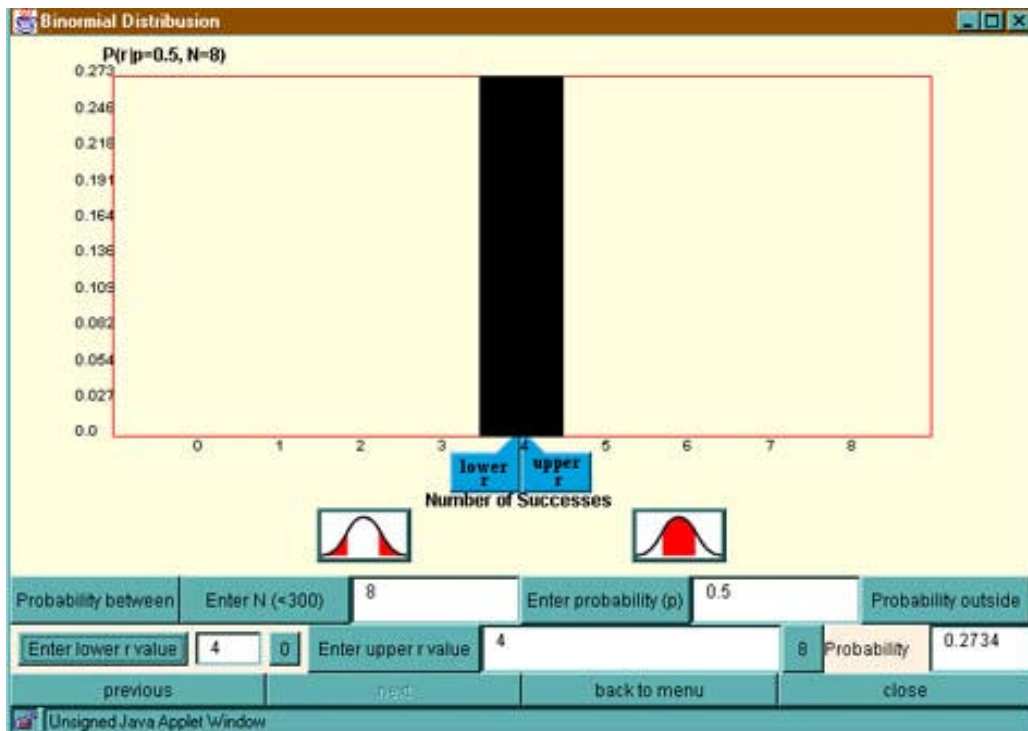 Binormial Distribusion
P(r|p=0.5, N=8)
0.273
0.246
0.218
0.191
0.164
0.136
0.109
0.082
0.054
0.027
0.0
0 1 2 3 4 5 6 7 8
lower r upper r
Number of Successes
Probability between Enter N (<300) 8 Enter probability (p) 0.5 Probability outside
Enter lower r value 4 0 Enter upper r value 4 8 Probability 0.2734
previous next back to menu close
Unsigned Java Applet Window